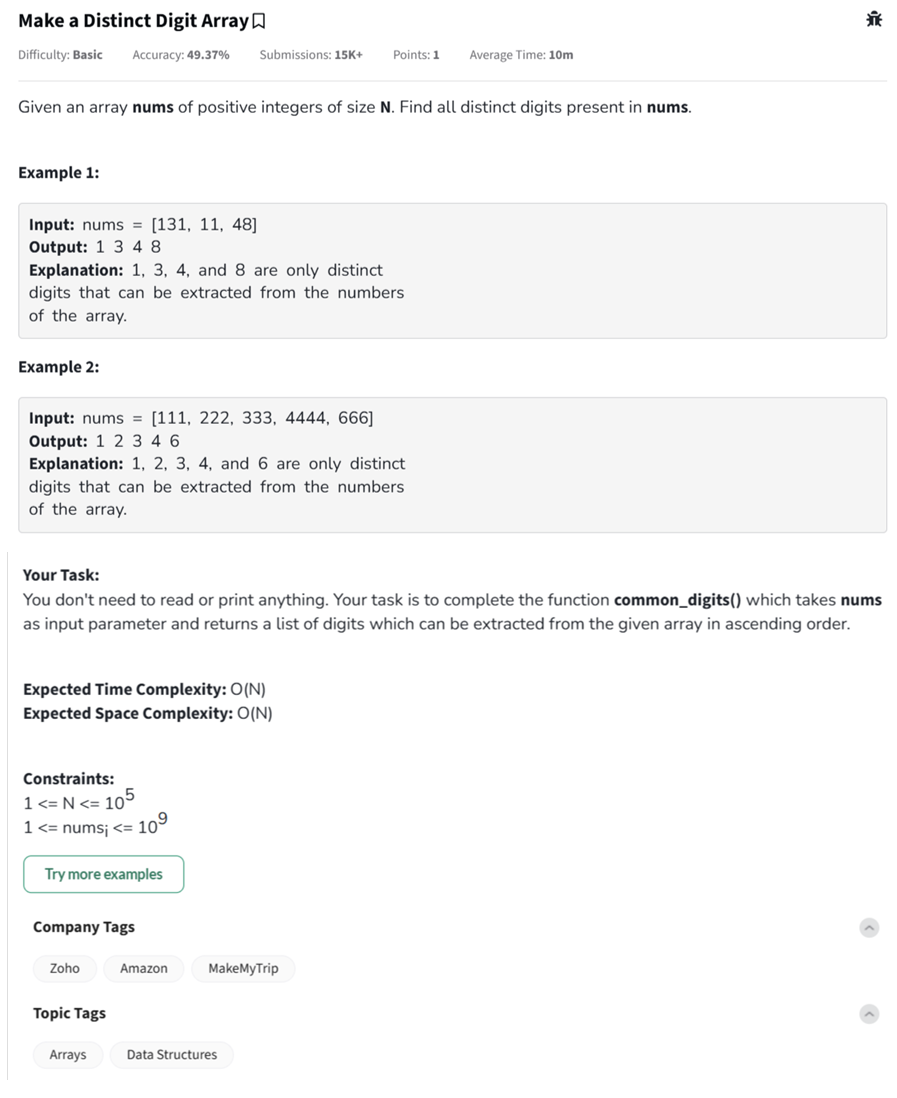 Make a Distinct Digit Array
Difficulty: Basic Accuracy: 49.37% Submissions: 15K+ Points: 1 Average Time: 10m
Given an array nums of positive integers of size N. Find all distinct digits present in nums.
Example 1:
Input: nums = [131, 11, 48]
Output: 1 3 4 8
Explanation: 1, 3, 4, and 8 are only distinct
digits that can be extracted from the numbers
of the array.
Example 2:
Input: nums = [111, 222, 333, 4444, 666]
Output: 1 2 3 4 6
Explanation: 1, 2, 3, 4, and 6 are only distinct
digits that can be extracted from the numbers
of the array.
Your Task:
You don't need to read or print anything. Your task is to complete the function common_digits() which takes nums
as input parameter and returns a list of digits which can be extracted from the given array in ascending order.
Expected Time Complexity: O(N)
Expected Space Complexity: O(N)
Constraints:
1 <= N <= 10⁵
1 <= numsᵢ <= 10⁹
Try more examples
Company Tags
Zoho Amazon MakeMyTrip
Topic Tags
Arrays Data Structures